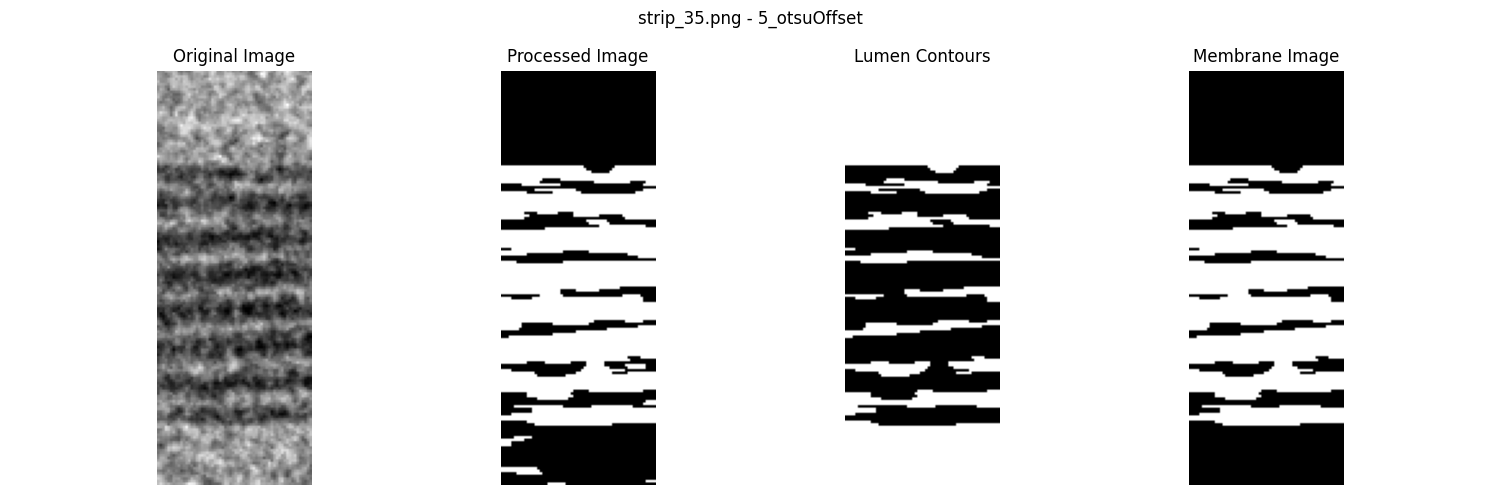 strip_35.png - 5_otsuOffset
Original Image
Processed Image
Lumen Contours
Membrane Image